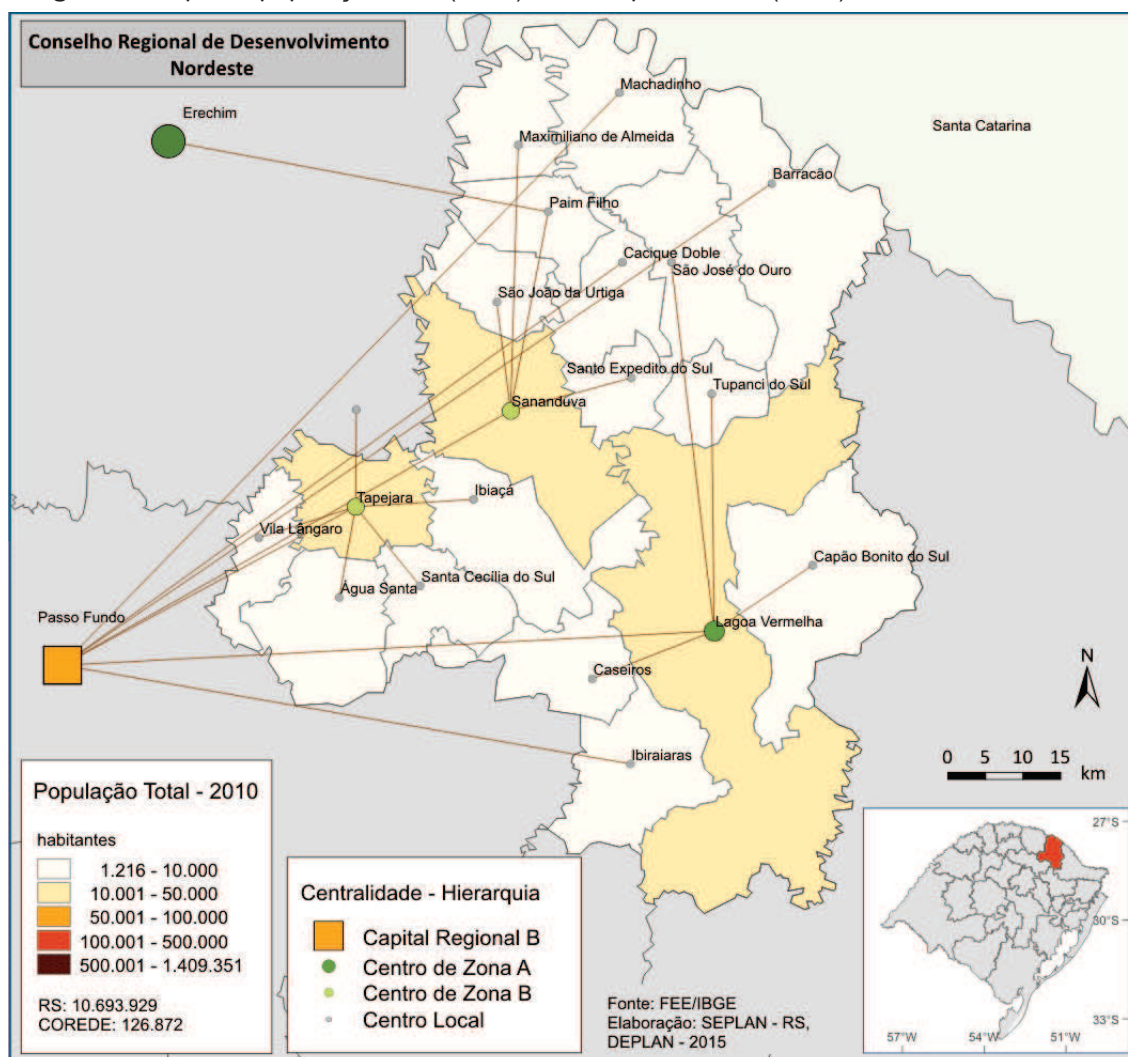 Conselho Regional de Desenvolvimento
Nordeste
Erechim
Machadinho
Santa Catarina
Maximiliano de Almeida
Barracão
Paim Filho
Cacique Doble
São José do Ouro
São João da Urtiga
Santo Expedito do Sul
Tupanci do Sul
Sananduva
Ibiaçá
Tapejara
Vila Lângaro
Capão Bonito do Sul
Santa Cecília do Sul
Água Santa
Passo Fundo
Lagoa Vermelha
Caseiros
N
Ibiraiaras
0 5 10 15
km
População Total - 2010
habitantes
1.216 - 10.000
10.001 - 50.000
50.001 - 100.000
100.001 - 500.000
500.001 - 1.409.351
RS: 10.693.929
COREDE: 126.872
Centralidade - Hierarquia
Capital Regional B
Centro de Zona A
Centro de Zona B
Centro Local
Fonte: FEE/IBGE
Elaboração: SEPLAN - RS,
DEPLAN - 2015
27°S
30°S
33°S
57°W 54°W 51°W